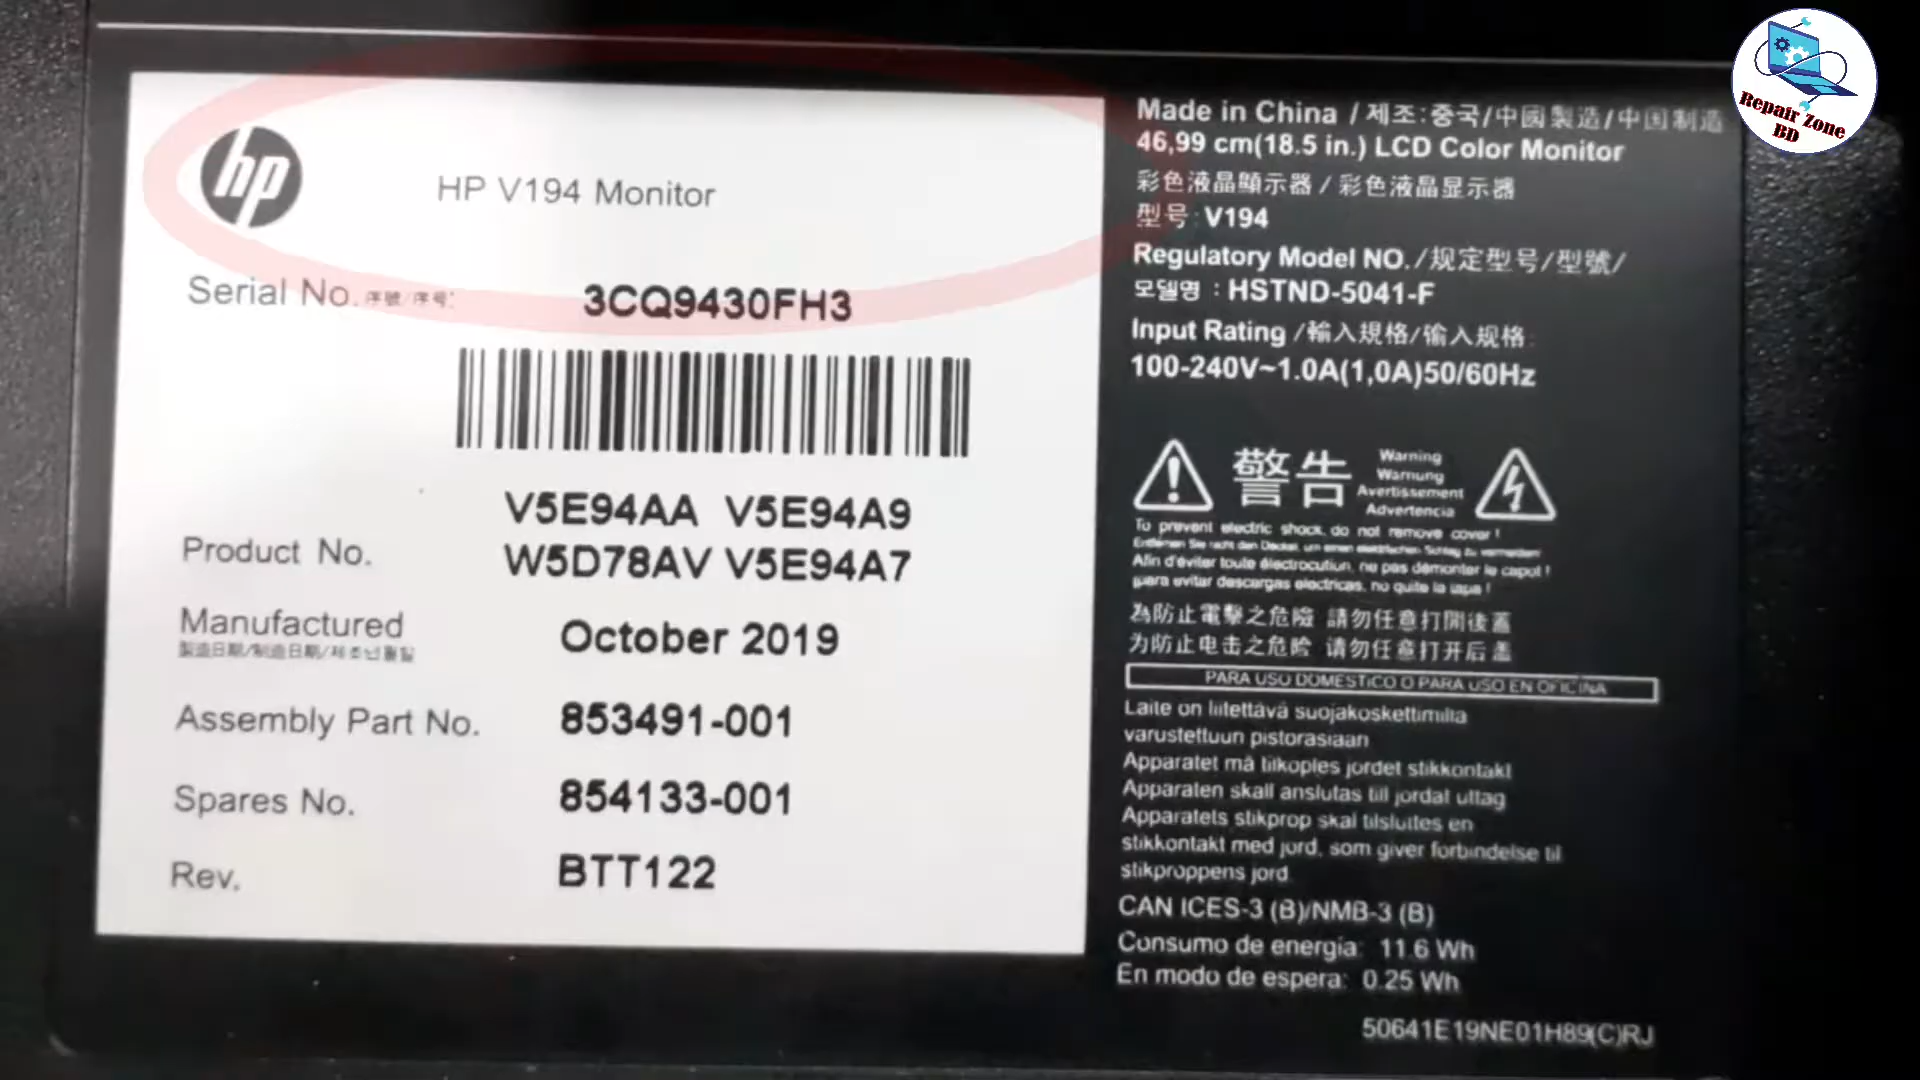 hp
HP V194 Monitor
Serial No. 序號/序号:
3CQ9430FH3
V5E94AA V5E94A9
Product No.
W5D78AV V5E94A7
Manufactured
October 2019
製造日期/制造日期/제조년월일
Assembly Part No. 853491-001
Spares No. 854133-001
Rev. BTT122
Made in China / 제조:중국/中國製造/中国制造
46,99 cm(18.5 in.) LCD Color Monitor
彩色液晶顯示器 / 彩色液晶显示器
型号: V194
Regulatory Model NO./规定型号/型號/
모델명 : HSTND-5041-F
Input Rating /輸入規格/输入规格
100-240V~1.0A(1,0A)50/60Hz
警告
Warning
Warnung
Avertissement
Advertencia
To prevent electric shock, do not remove cover !
Entfernen Sie nicht den Deckel, um einen elektrischen Schlag zu vermeiden!
Afin d'éviter toute électrocution, ne pas démonter le capot !
¡para evitar descargas electricas, no quite la tapa !
為防止電擊之危險 請勿任意打開後蓋
为防止电击之危险 请勿任意打开后盖
PARA USO DOMESTICO O PARA USO EN OFICINA
Laite on liitettävä suojakoskettimilla
varustettuun pistorasiaan
Apparatet må tilkoples jordet stikkontakt
Apparaten skall anslutas till jordat uttag
Apparatets stikprop skal tilsluttes en
stikkontakt med jord, som giver forbindelse til
stikproppens jord
CAN ICES-3 (B)/NMB-3 (B)
Consumo de energía: 11.6 Wh
En modo de espera: 0.25 Wh
50641E19NE01H89(C)RJ
Repair Zone
BD